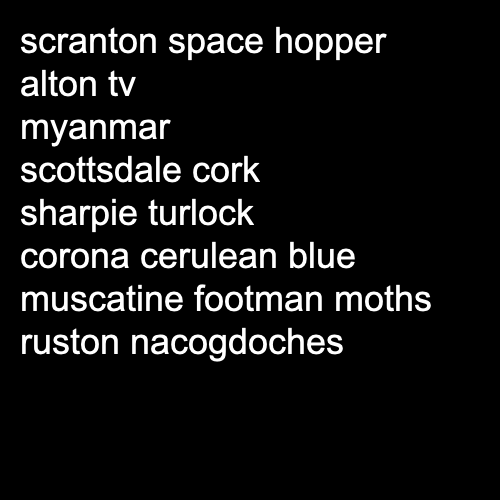 scranton space hopper
alton tv
myanmar
scottsdale cork
sharpie turlock
corona cerulean blue
muscatine footman moths
ruston nacogdoches